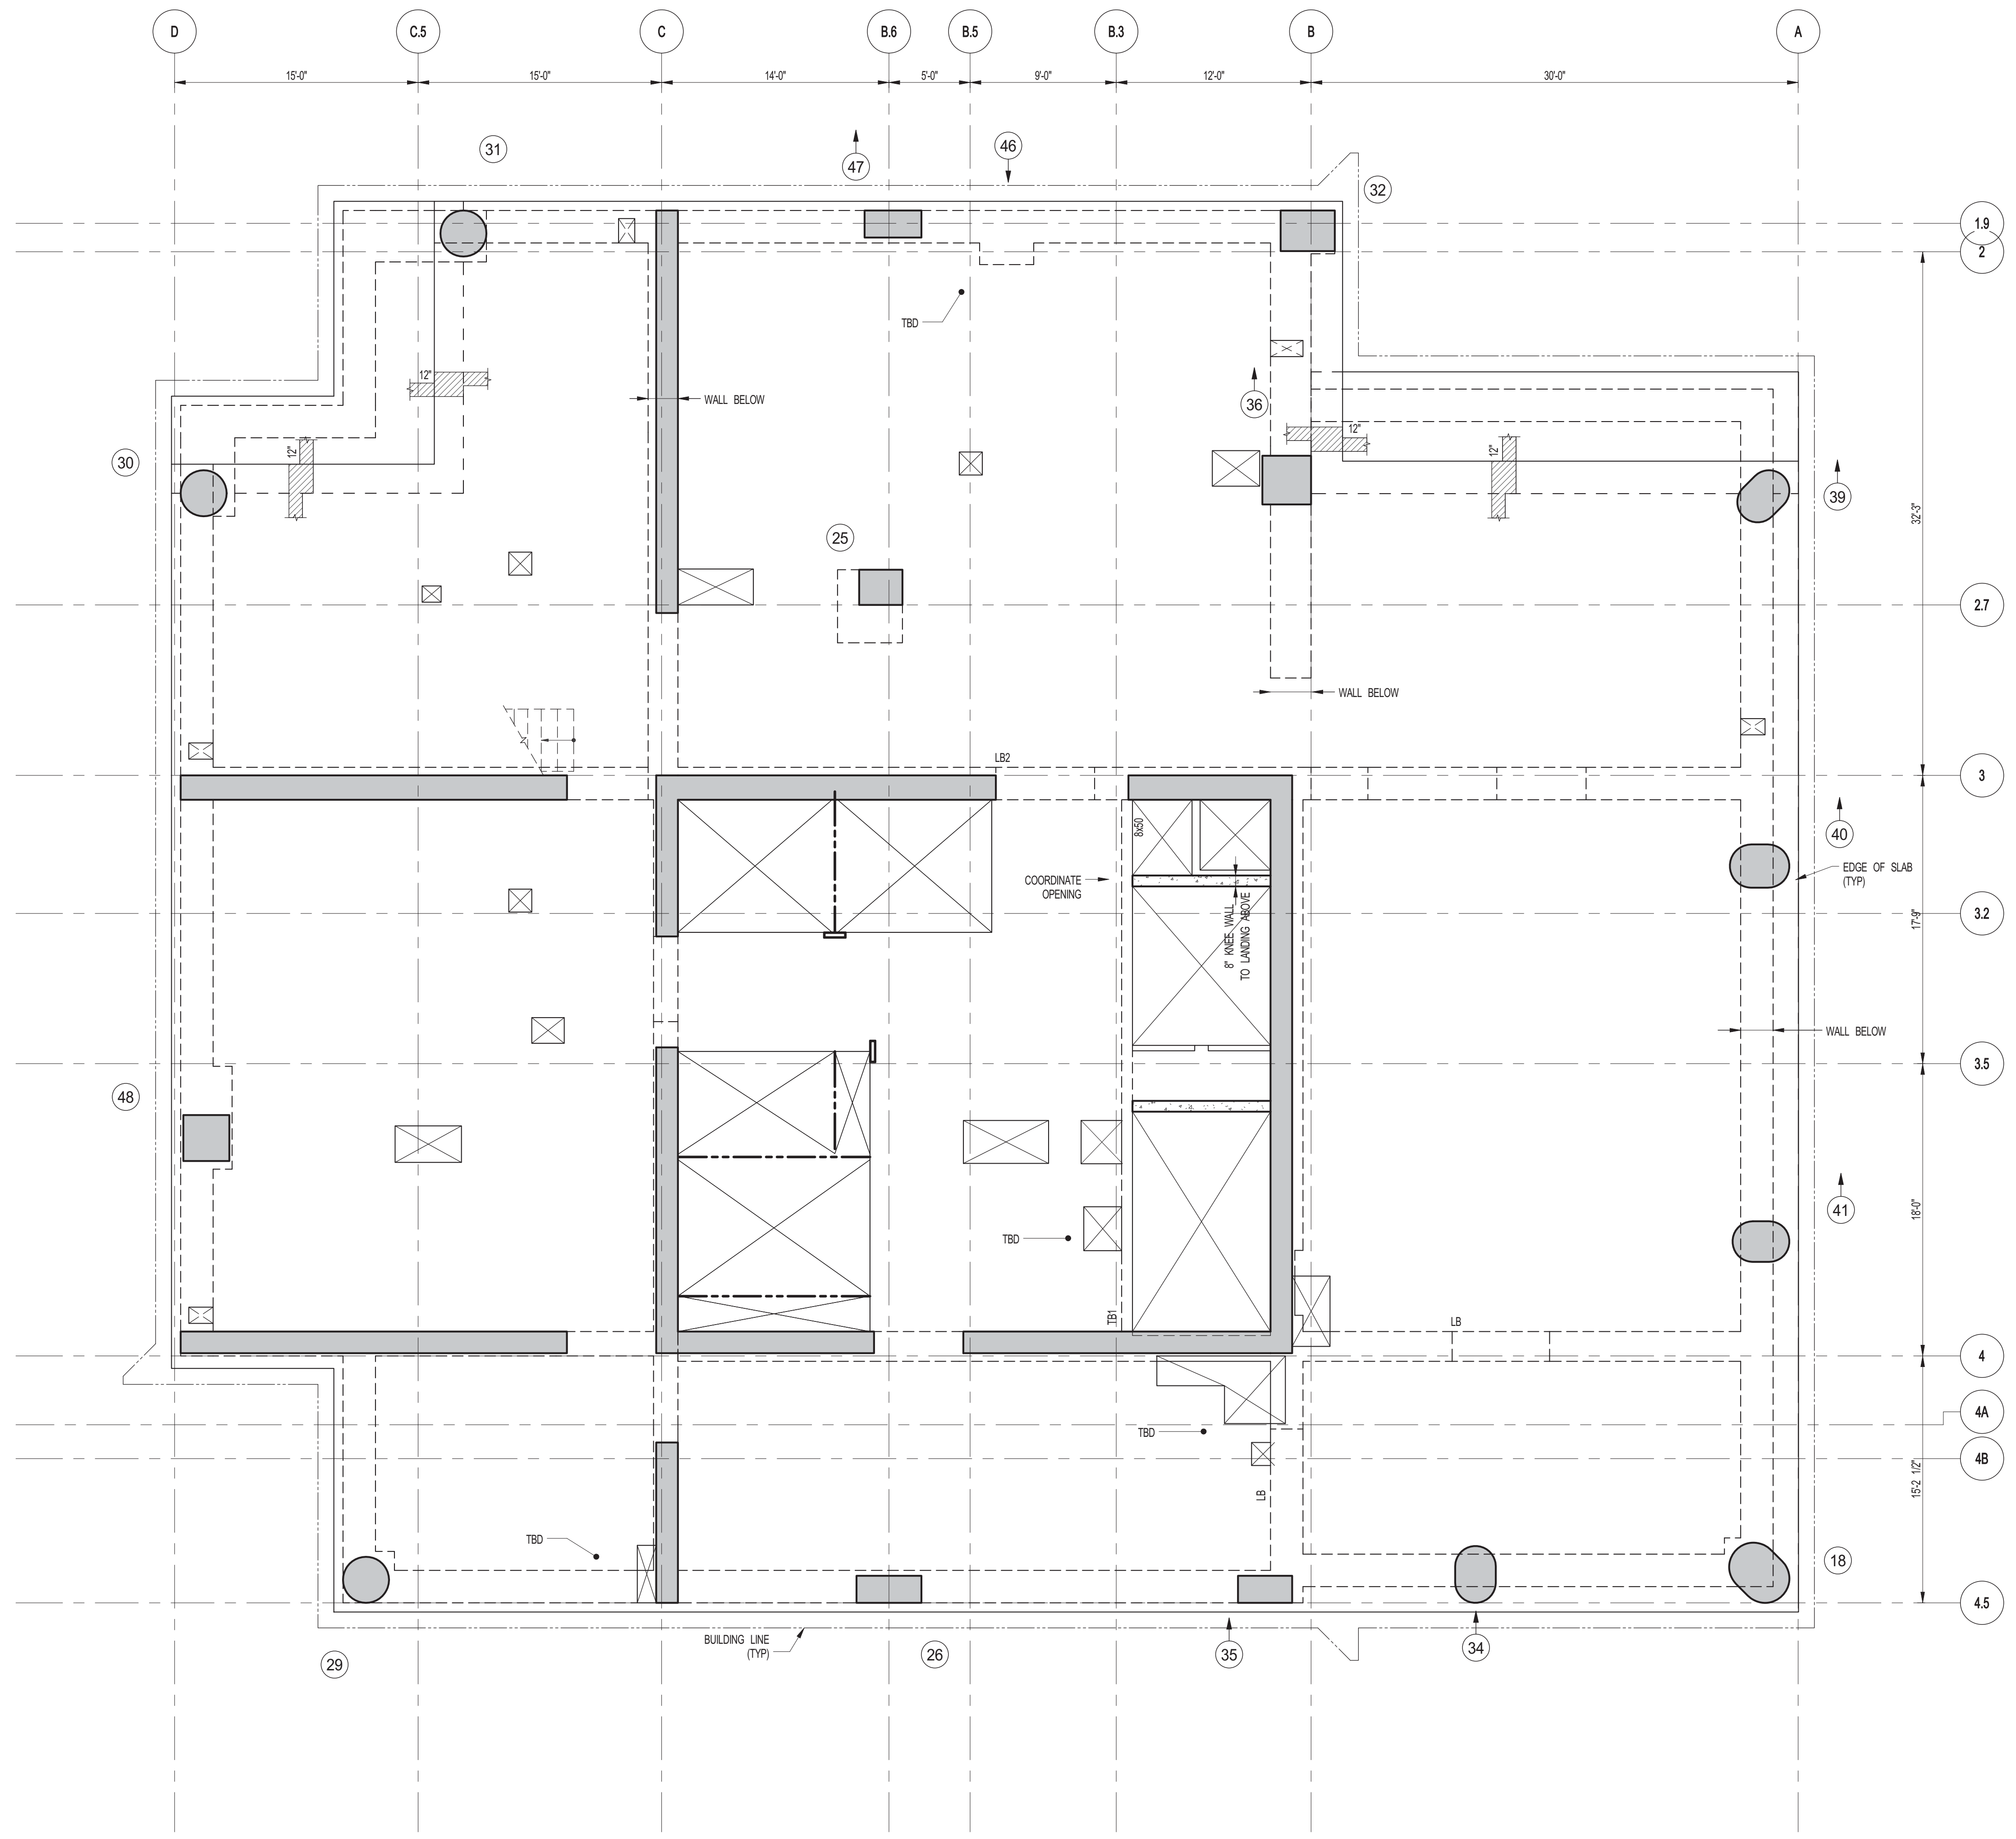 D
C.5
C
B.6
B.5
B.3
B
A
15'-0"
15'-0"
14'-0"
5'-0"
9'-0"
12'-0"
30'-0"
31
47
46
32
1.9
2
TBD
12"
WALL BELOW
36
12"
30
12"
12"
39
32'-3"
25
2.7
WALL BELOW
LB2
3
8x50
40
COORDINATE
OPENING
EDGE OF SLAB
(TYP)
8" KNEE WALL
TO LANDING ABOVE
3.2
17'-9"
WALL BELOW
3.5
48
41
18'-0"
TBD
TB1
LB
4
4A
TBD
4B
15'-2 1/2"
LB
TBD
18
4.5
BUILDING LINE
(TYP)
29
26
35
34